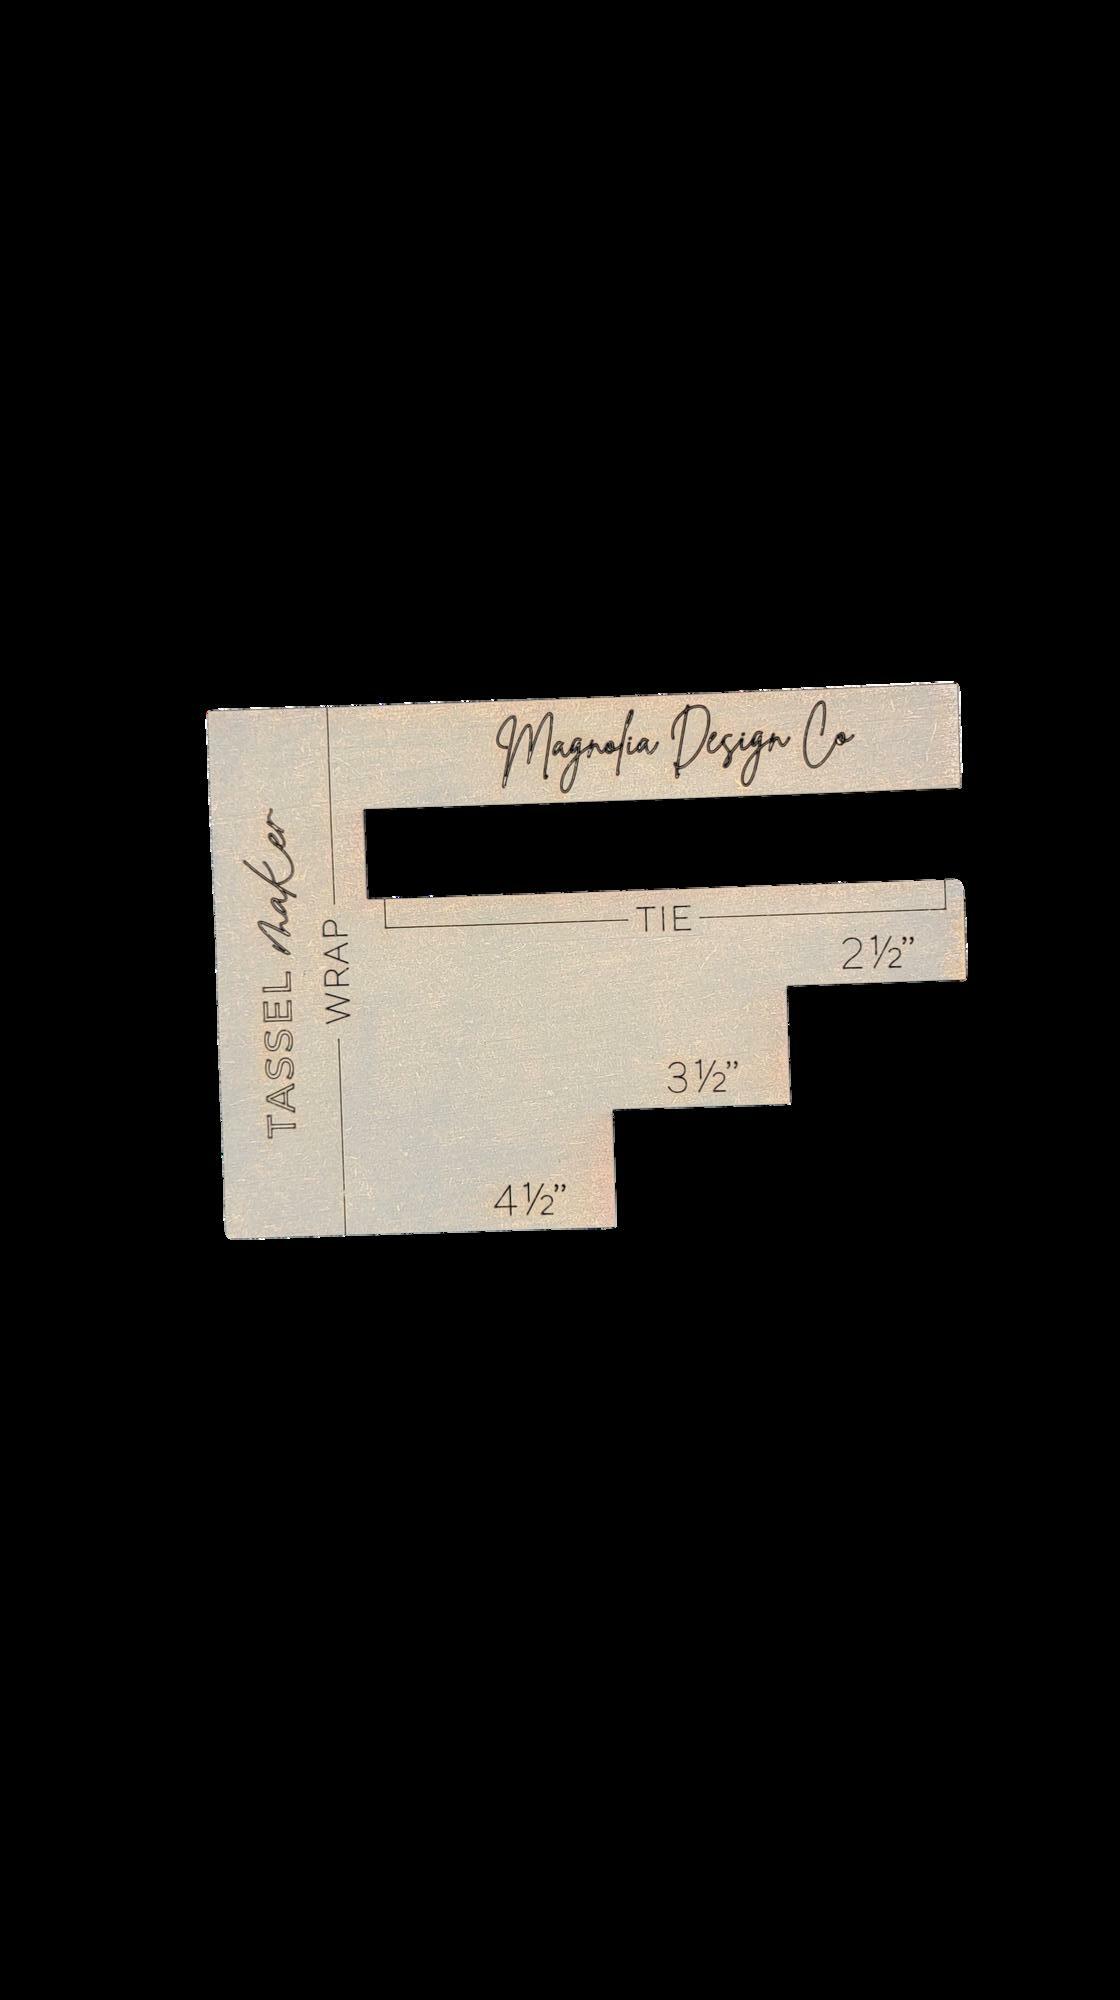 Magnolia Design Co
TASSEL maker
WRAP
TIE
2½”
3½”
4½”